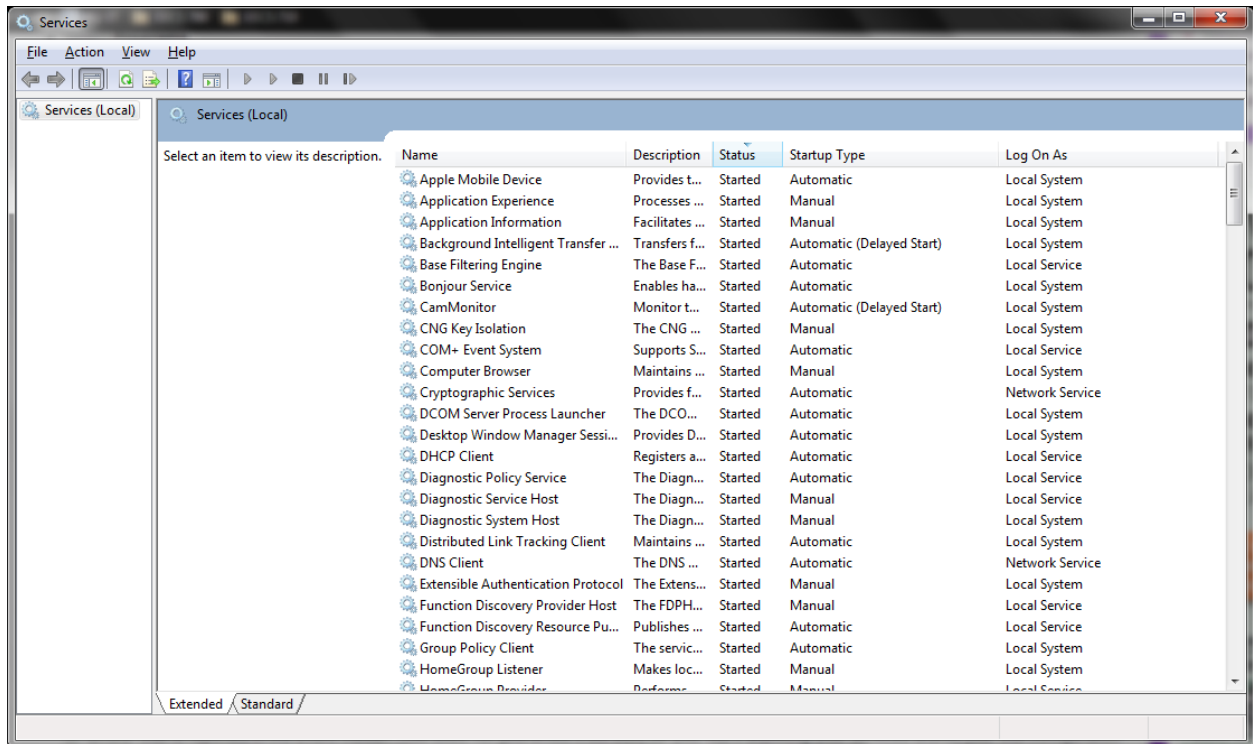 Services
File Action View Help
Services (Local)
Services (Local)
Select an item to view its description.
Name Description Status Startup Type Log On As
Apple Mobile Device Provides t... Started Automatic Local System
Application Experience Processes ... Started Manual Local System
Application Information Facilitates ... Started Manual Local System
Background Intelligent Transfer ... Transfers f... Started Automatic (Delayed Start) Local System
Base Filtering Engine The Base F... Started Automatic Local Service
Bonjour Service Enables ha... Started Automatic Local System
CamMonitor Monitor t... Started Automatic (Delayed Start) Local System
CNG Key Isolation The CNG ... Started Manual Local System
COM+ Event System Supports S... Started Automatic Local Service
Computer Browser Maintains ... Started Manual Local System
Cryptographic Services Provides f... Started Automatic Network Service
DCOM Server Process Launcher The DCO... Started Automatic Local System
Desktop Window Manager Sessi... Provides D... Started Automatic Local System
DHCP Client Registers a... Started Automatic Local Service
Diagnostic Policy Service The Diagn... Started Automatic Local Service
Diagnostic Service Host The Diagn... Started Manual Local Service
Diagnostic System Host The Diagn... Started Manual Local System
Distributed Link Tracking Client Maintains ... Started Automatic Local System
DNS Client The DNS ... Started Automatic Network Service
Extensible Authentication Protocol The Extens... Started Manual Local System
Function Discovery Provider Host The FDPH... Started Manual Local Service
Function Discovery Resource Pu... Publishes ... Started Automatic Local Service
Group Policy Client The servic... Started Automatic Local System
HomeGroup Listener Makes loc... Started Manual Local System
HomeGroup Provider Performs Started Manual Local Service
Extended Standard